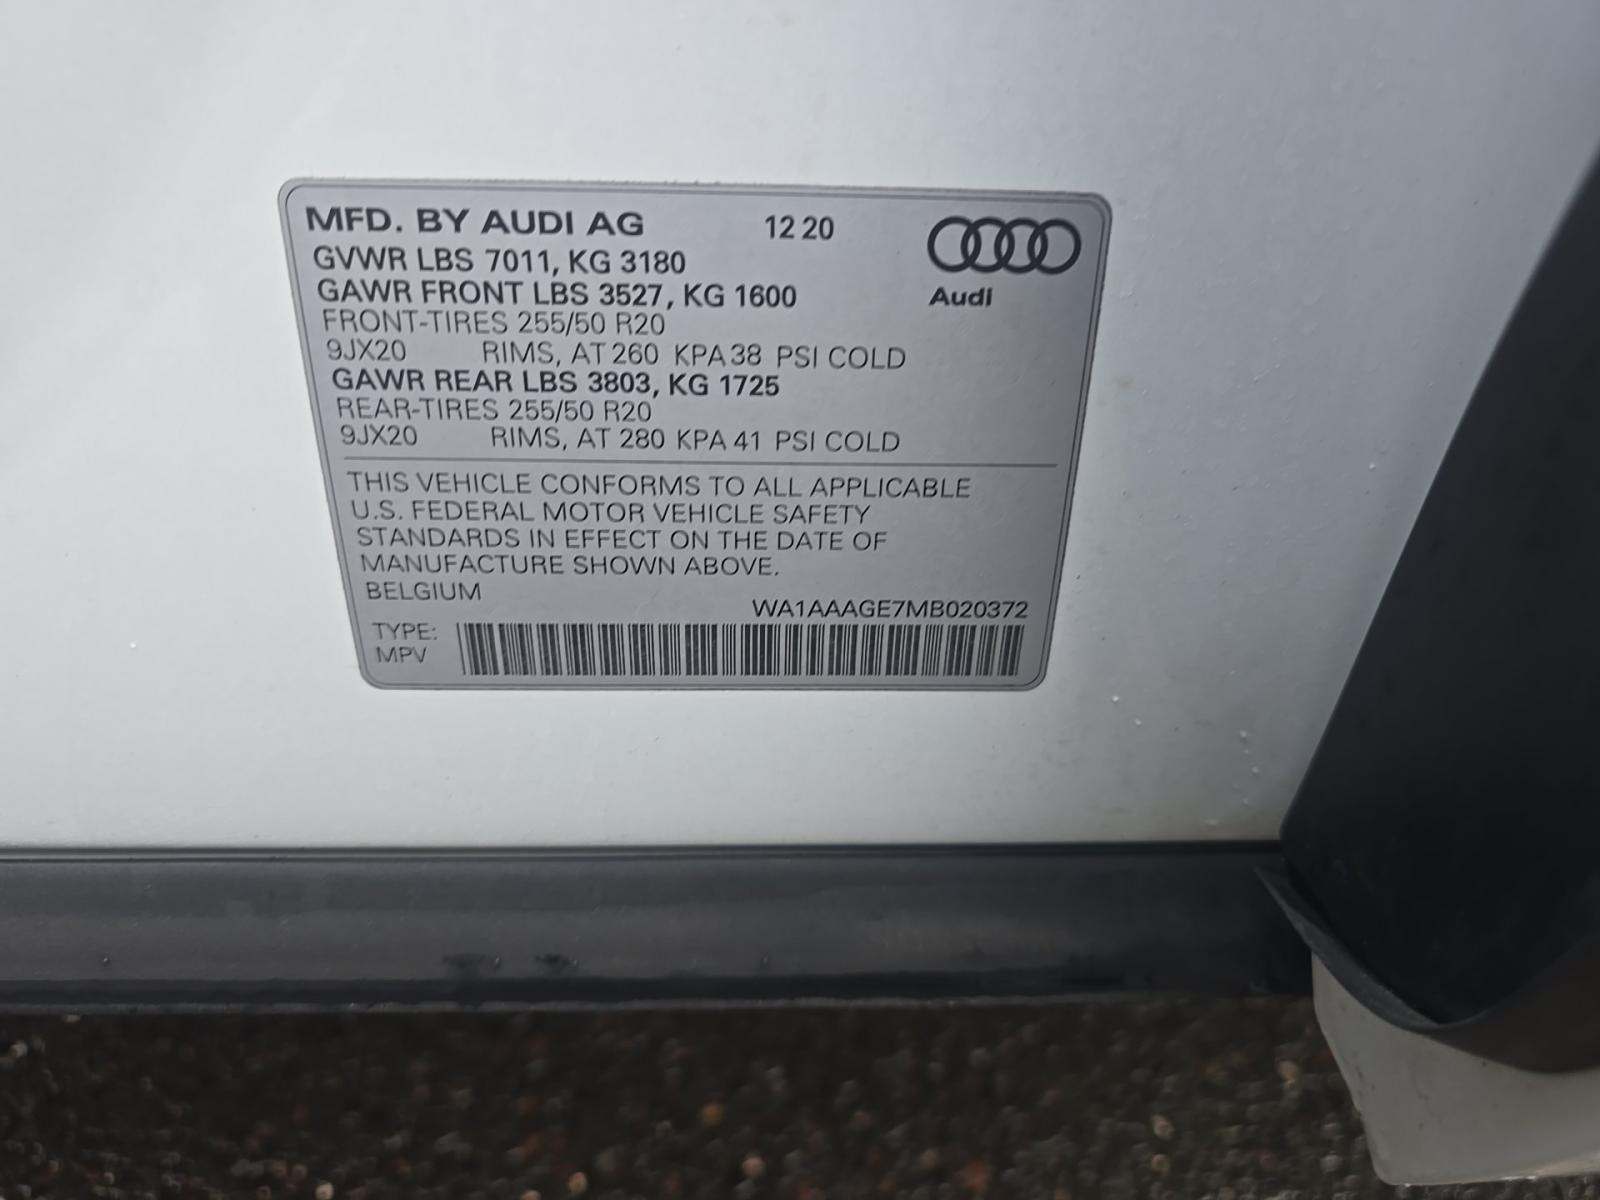 MFD. BY AUDI AG 12 20
GVWR LBS 7011, KG 3180
GAWR FRONT LBS 3527, KG 1600
Audi
FRONT-TIRES 255/50 R20
9JX20 RIMS, AT 260 KPA 38 PSI COLD
GAWR REAR LBS 3803, KG 1725
REAR-TIRES 255/50 R20
9JX20 RIMS, AT 280 KPA 41 PSI COLD
THIS VEHICLE CONFORMS TO ALL APPLICABLE
U.S. FEDERAL MOTOR VEHICLE SAFETY
STANDARDS IN EFFECT ON THE DATE OF
MANUFACTURE SHOWN ABOVE.
BELGIUM
WA1AAAGE7MB020372
TYPE:
MPV